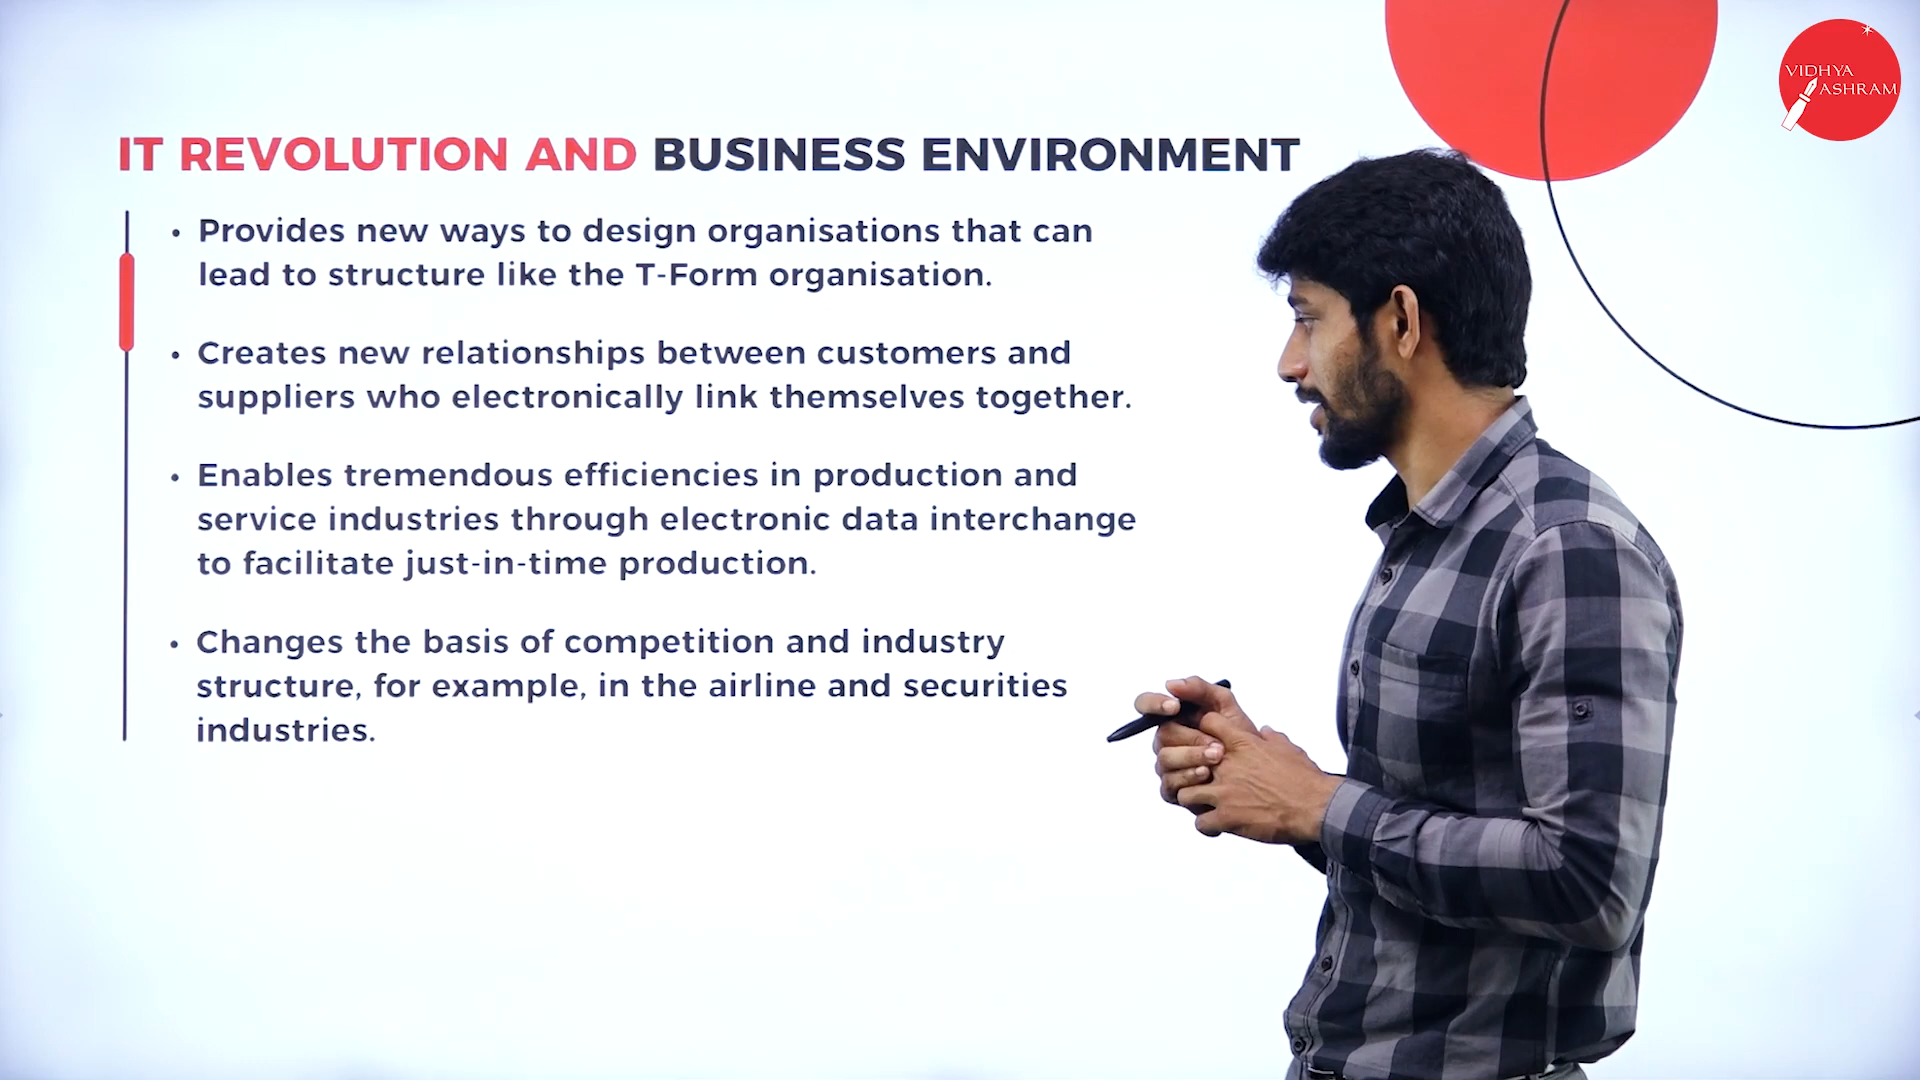 VIDHYA
ASHRAM
IT REVOLUTION AND BUSINESS ENVIRONMENT
• Provides new ways to design organisations that can
lead to structure like the T-Form organisation.
• Creates new relationships between customers and
suppliers who electronically link themselves together.
• Enables tremendous efficiencies in production and
service industries through electronic data interchange
to facilitate just-in-time production.
• Changes the basis of competition and industry
structure, for example, in the airline and securities
industries.